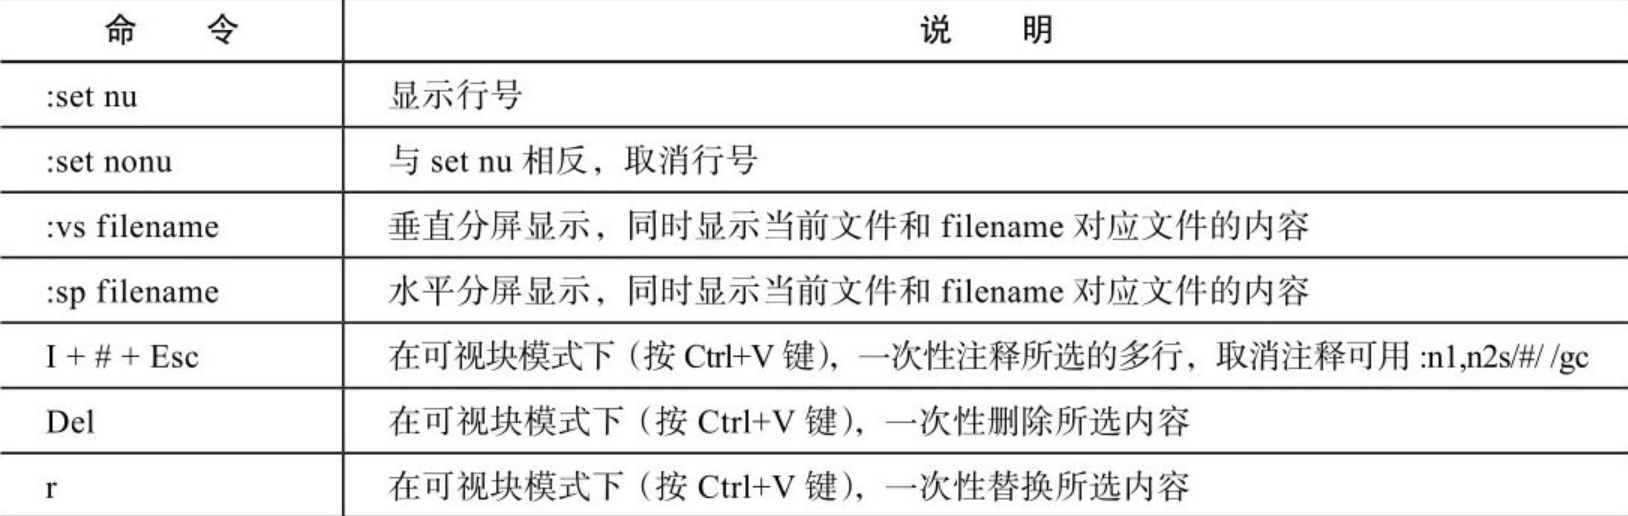 命 令 说 明
:set nu 显示行号
:set nonu 与 set nu 相反，取消行号
:vs filename 垂直分屏显示，同时显示当前文件和 filename 对应文件的内容
:sp filename 水平分屏显示，同时显示当前文件和 filename 对应文件的内容
I + # + Esc 在可视块模式下（按 Ctrl+V 键），一次性注释所选的多行，取消注释可用 :n1,n2s/#/ /gc
Del 在可视块模式下（按 Ctrl+V 键），一次性删除所选内容
r 在可视块模式下（按 Ctrl+V 键），一次性替换所选内容